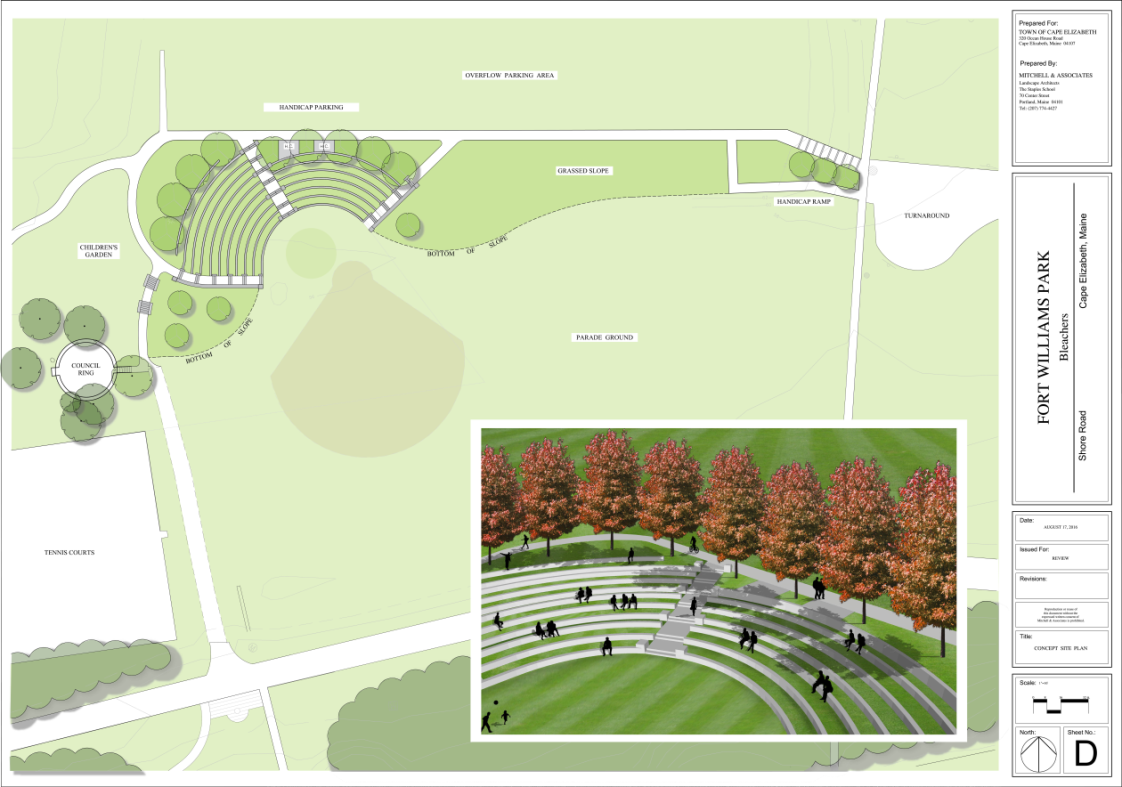 OVERFLOW PARKING AREA
HANDICAP PARKING
GRASSED SLOPE
HANDICAP RAMP
TURNAROUND
CHILDREN'S
GARDEN
BOTTOM OF SLOPE
BOTTOM OF SLOPE
PARADE GROUND
COUNCIL
RING
TENNIS COURTS
Prepared For:
TOWN OF CAPE ELIZABETH
320 Ocean House Road
Cape Elizabeth, Maine 04107
Prepared By:
MITCHELL & ASSOCIATES
Landscape Architects
The Staples School
70 Center Street
Portland, Maine 04101
Tel: (207) 774-4427
FORT WILLIAMS PARK
Bleachers
Shore Road
Cape Elizabeth, Maine
Date:
AUGUST 17, 2016
Issued For:
REVIEW
Revisions:
Title:
CONCEPT SITE PLAN
Scale:
North:
Sheet No.:
D